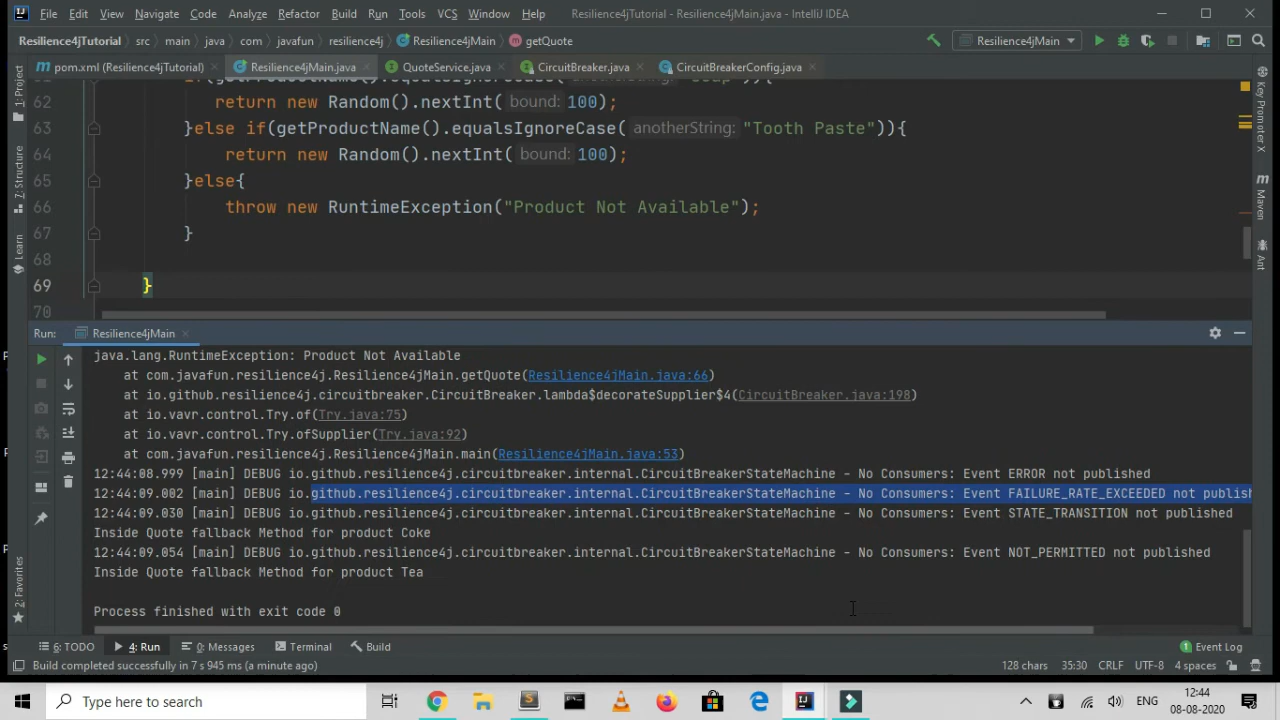 File Edit View Navigate Code Analyze Refactor Build Run Tools VCS Window Help ResilienceTutorial - Resilience4jMain.java - IntelliJ IDEA
Resilience4jTutorial src main java com javafun resilience4j Resilience4jMain getQuote Resilience4jMain
pom.xml (Resilience4jTutorial) Resilience4jMain.java QuoteService.java CircuitBreaker.java CircuitBreakerConfig.java
1: Project
7: Structure
Learn
2: Favorites
Key Promoter X
Maven
Ant
62 return new Random().nextInt( bound: 100);
63 }else if(getProductName().equalsIgnoreCase( anotherString: "Tooth Paste")){
64 return new Random().nextInt( bound: 100);
65 }else{
66 throw new RuntimeException("Product Not Available");
67 }
68
69 }
70
Run: Resilience4jMain
java.lang.RuntimeException: Product Not Available
at com.javafun.resilience4j.Resilience4jMain.getQuote(Resilience4jMain.java:66)
at io.github.resilience4j.circuitbreaker.CircuitBreaker.lambda$decorateSupplier$4(CircuitBreaker.java:198)
at io.vavr.control.Try.of(Try.java:75)
at io.vavr.control.Try.ofSupplier(Try.java:92)
at com.javafun.resilience4j.Resilience4jMain.main(Resilience4jMain.java:53)
12:44:08.999 [main] DEBUG io.github.resilience4j.circuitbreaker.internal.CircuitBreakerStateMachine - No Consumers: Event ERROR not published
12:44:09.002 [main] DEBUG io.github.resilience4j.circuitbreaker.internal.CircuitBreakerStateMachine - No Consumers: Event FAILURE_RATE_EXCEEDED not publish
12:44:09.030 [main] DEBUG io.github.resilience4j.circuitbreaker.internal.CircuitBreakerStateMachine - No Consumers: Event STATE_TRANSITION not published
Inside Quote fallback Method for product Coke
12:44:09.054 [main] DEBUG io.github.resilience4j.circuitbreaker.internal.CircuitBreakerStateMachine - No Consumers: Event NOT_PERMITTED not published
Inside Quote fallback Method for product Tea
Process finished with exit code 0
6: TODO 4: Run 0: Messages Terminal Build 1 Event Log
Build completed successfully in 7 s 945 ms (a minute ago) 128 chars 35:30 CRLF UTF-8 4 spaces
Type here to search ENG 12:44
08-08-2020